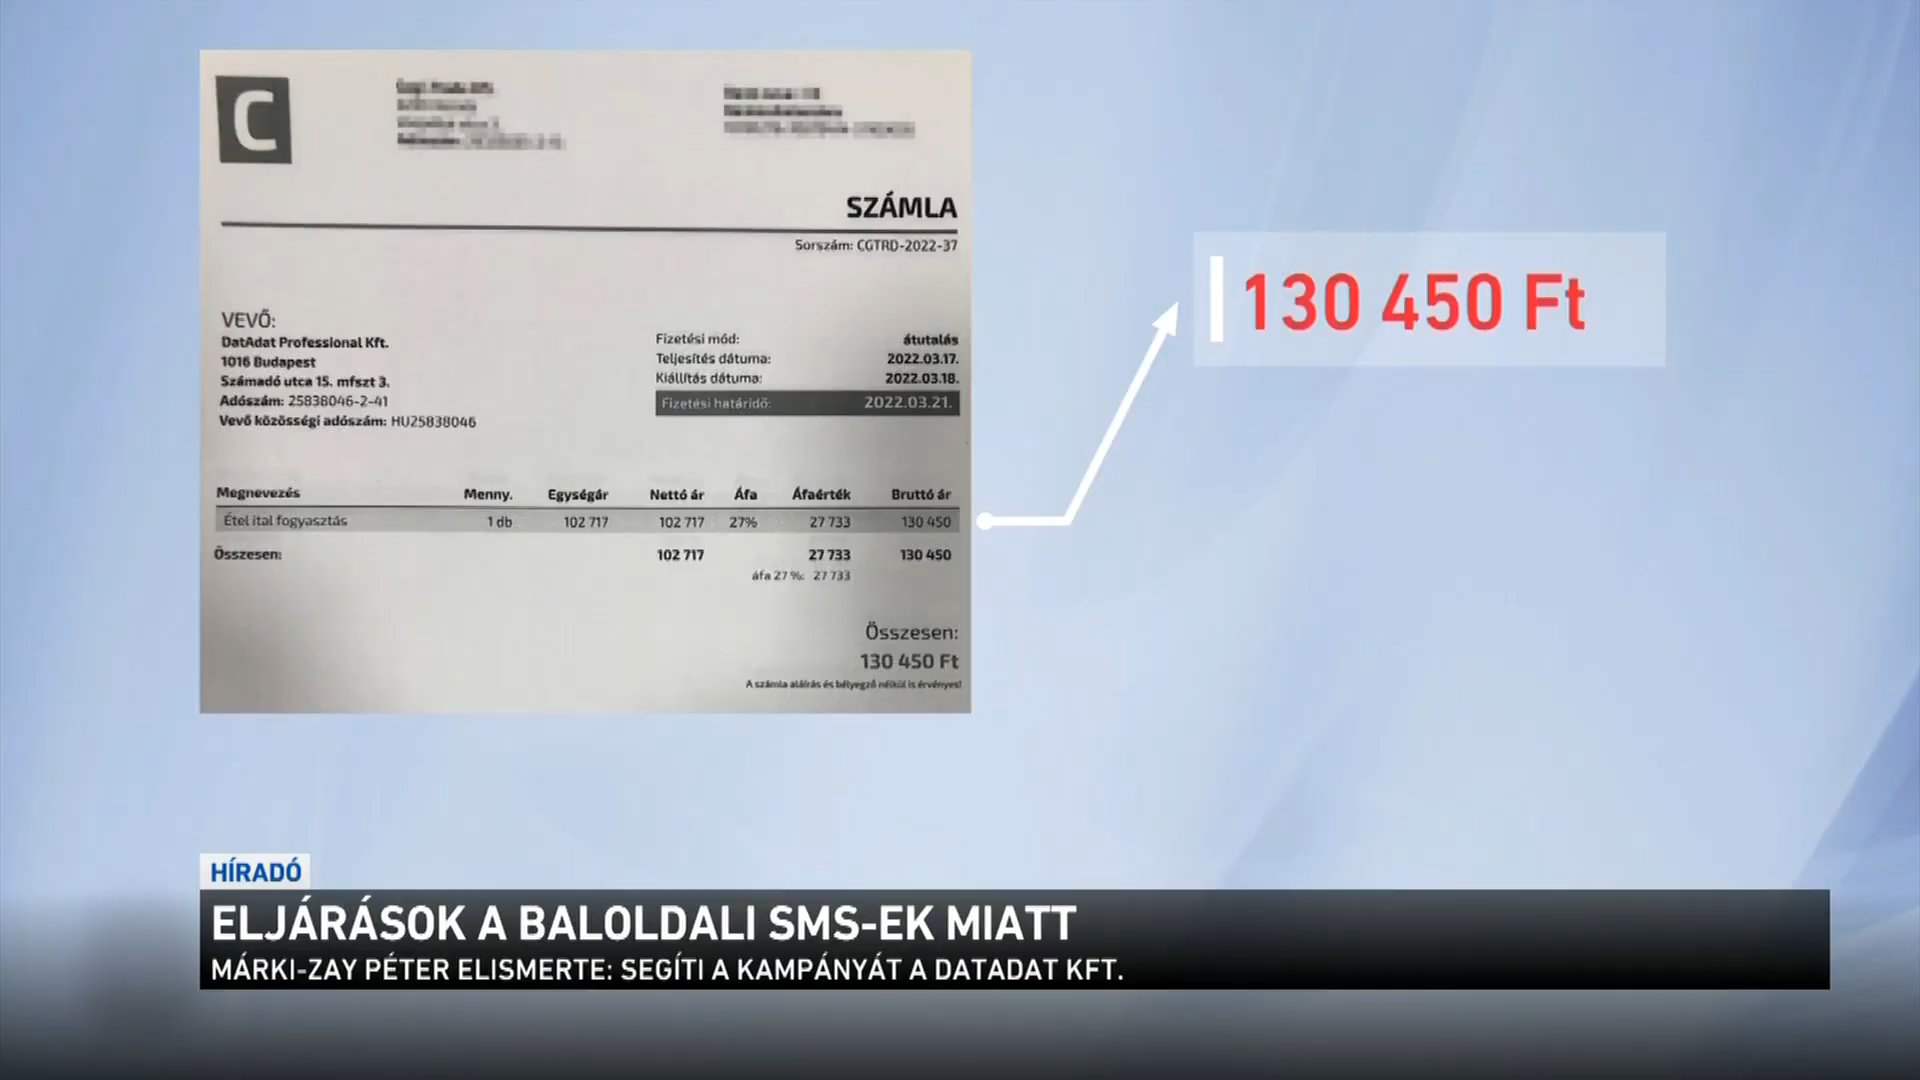 C
SZÁMLA
Sorszám: CGTRD-2022-37
VEVŐ:
DatAdat Professional Kft.
1016 Budapest
Számadó utca 15. mfszt 3.
Adószám: 25838046-2-41
Vevő közösségi adószám: HU25838046
Fizetési mód: átutalás
Teljesítés dátuma: 2022.03.17.
Kiállítás dátuma: 2022.03.18.
Fizetési határidő: 2022.03.21.
Megnevezés Menny. Egységár Nettó ár Áfa Áfaérték Bruttó ár
Étel ital fogyasztás 1 db 102 717 102 717 27% 27 733 130 450
Összesen: 102 717 27 733 130 450
áfa 27 %: 27 733
Összesen:
130 450 Ft
A számla aláírás és bélyegző nélkül is érvényes!
130 450 Ft
HÍRADÓ
ELJÁRÁSOK A BALOLDALI SMS-EK MIATT
MÁRKI-ZAY PÉTER ELISMERTE: SEGÍTI A KAMPÁNYÁT A DATADAT KFT.